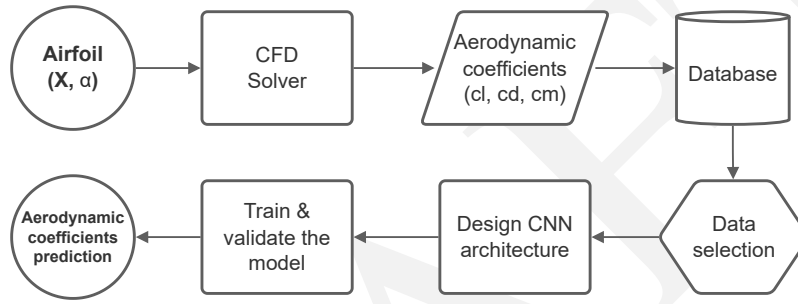 Airfoil
(X, α)
CFD
Solver
Aerodynamic
coefficients
(cl, cd, cm)
Database
Data
selection
Design CNN
architecture
Train &
validate the
model
Aerodynamic
coefficients
prediction